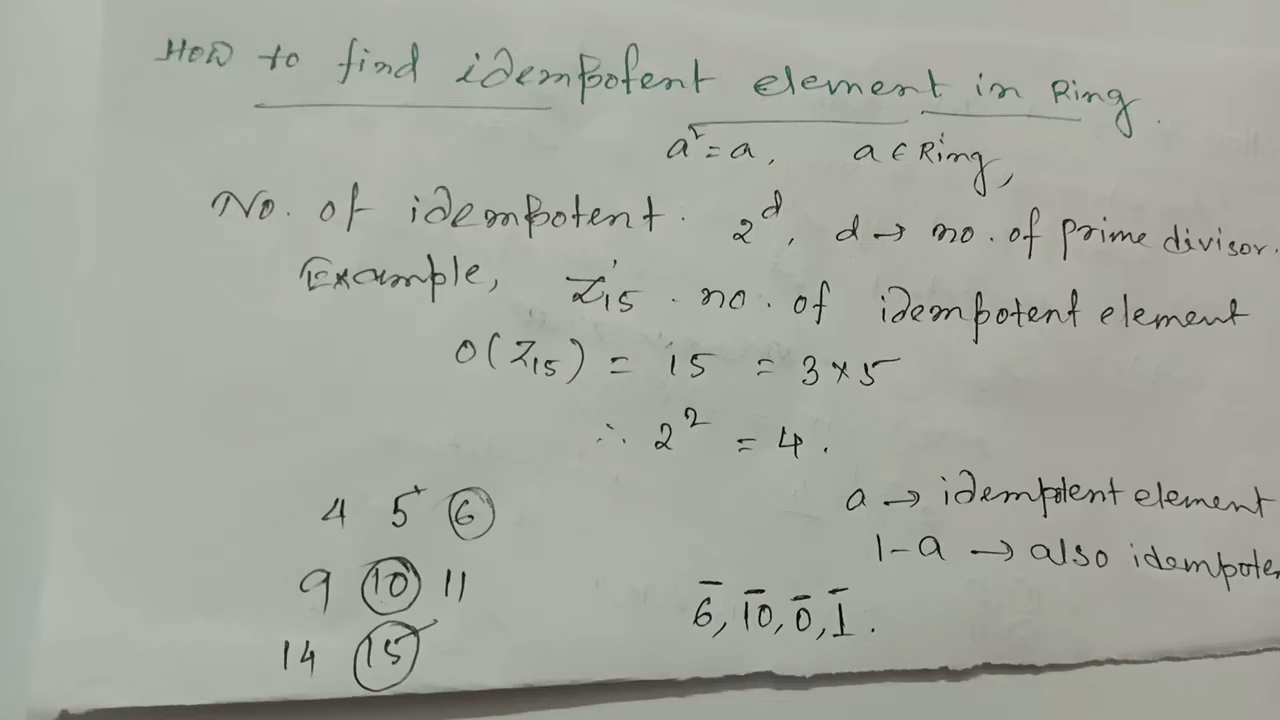 How to find idempotent element in Ring.
a² = a, a ∈ Ring,
No. of idempotent. 2^d, d → no. of prime divisor.
Example, Z15. no. of idempotent element
O(Z15) = 15 = 3 × 5
∴ 2² = 4.
a → idempotent element
1-a → also
4 5 6
9 10 11
14 15
6̄, 1̄0̄, 0̄, 1̄.